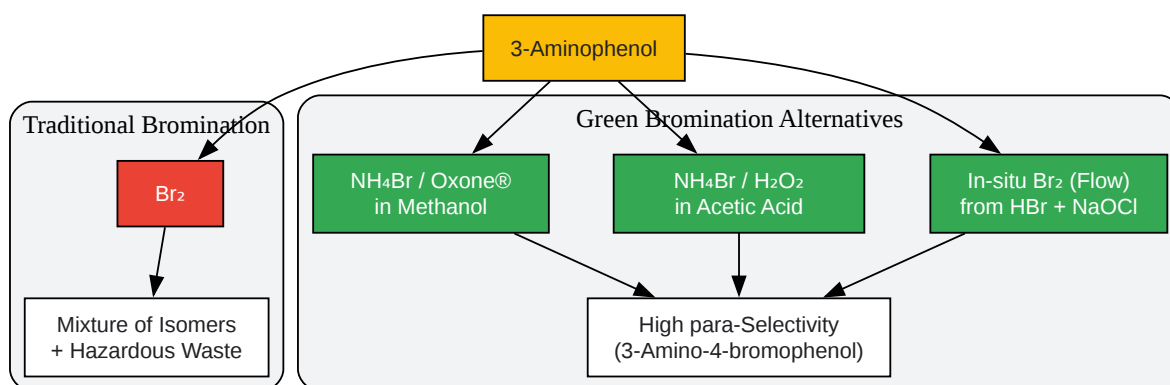 3-Aminophenol
Traditional Bromination
Green Bromination Alternatives
Br₂
NH₄Br / Oxone®
in Methanol
NH₄Br / H₂O₂
in Acetic Acid
In-situ Br₂ (Flow)
from HBr + NaOCl
Mixture of Isomers
+ Hazardous Waste
High para-Selectivity
(3-Amino-4-bromophenol)